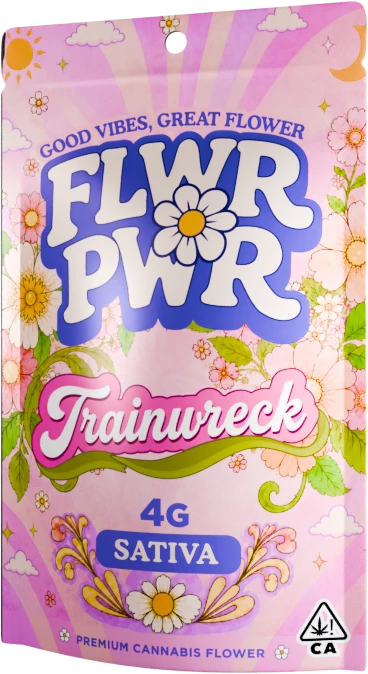 GOOD VIBES, GREAT FLOWER
FLWR
PWR
Trainwreck
4G
SATIVA
PREMIUM CANNABIS FLOWER
!
CA